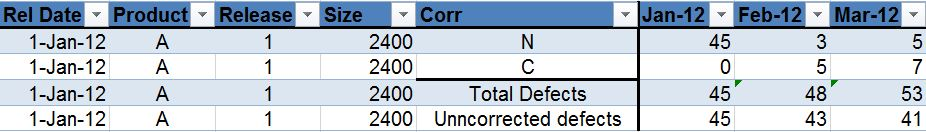 Rel Date Product Release Size Corr Jan-12 Feb-12 Mar-12
1-Jan-12 A 1 2400 N 45 3 5
1-Jan-12 A 1 2400 C 0 5 7
1-Jan-12 A 1 2400 Total Defects 45 48 53
1-Jan-12 A 1 2400 Unncorrected defects 45 43 41